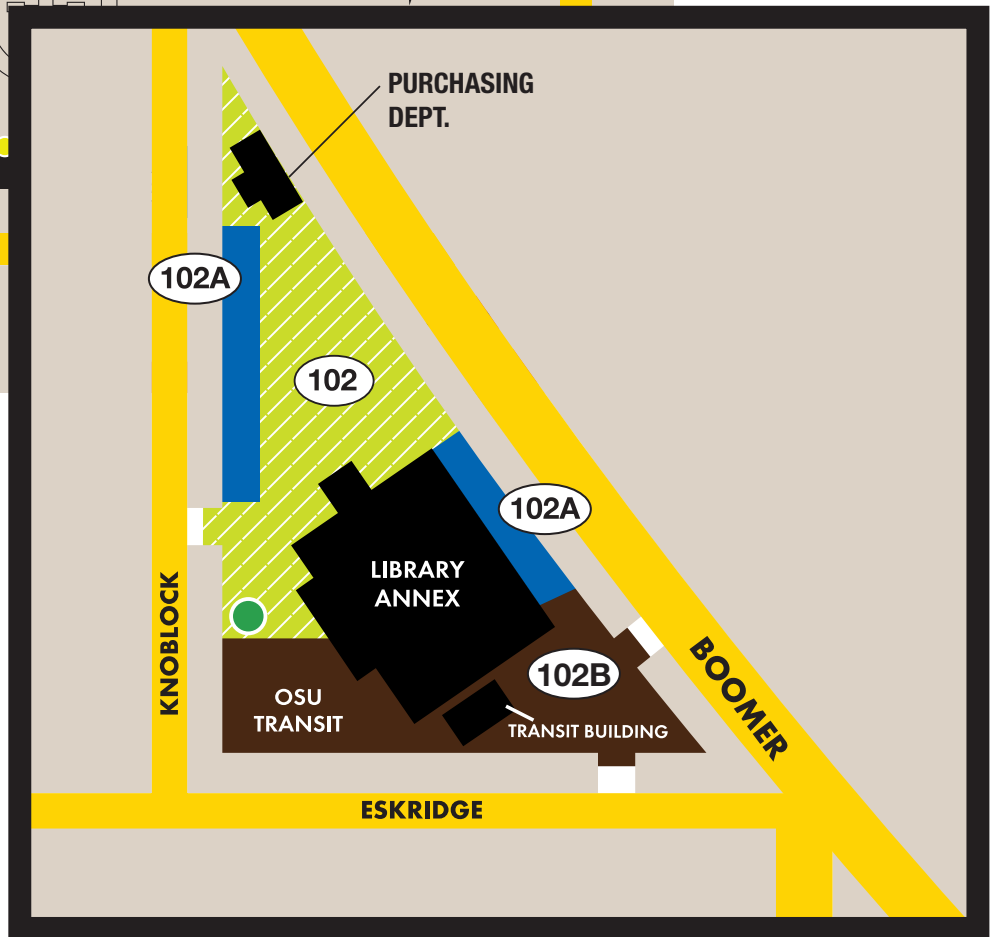 PURCHASING
DEPT.
102A
102
102A
LIBRARY
ANNEX
KNOBLOCK
102B
OSU
TRANSIT
TRANSIT BUILDING
BOOMER
ESKRIDGE